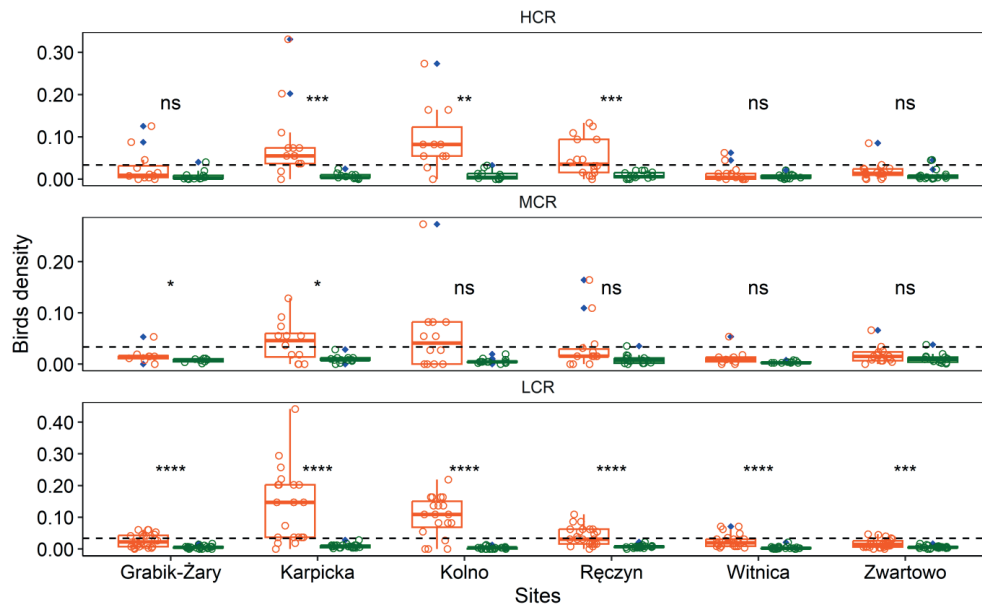 HCR
0.30
0.20
0.10
0.00
ns
***
**
***
ns
ns
MCR
0.20
0.10
0.00
*
*
ns
ns
ns
ns
LCR
0.40
0.30
0.20
0.10
0.00
****
****
****
****
****
***
Birds density
Grabik-Żary Karpicka Kolno Ręczyn Witnica Zwartowo
Sites